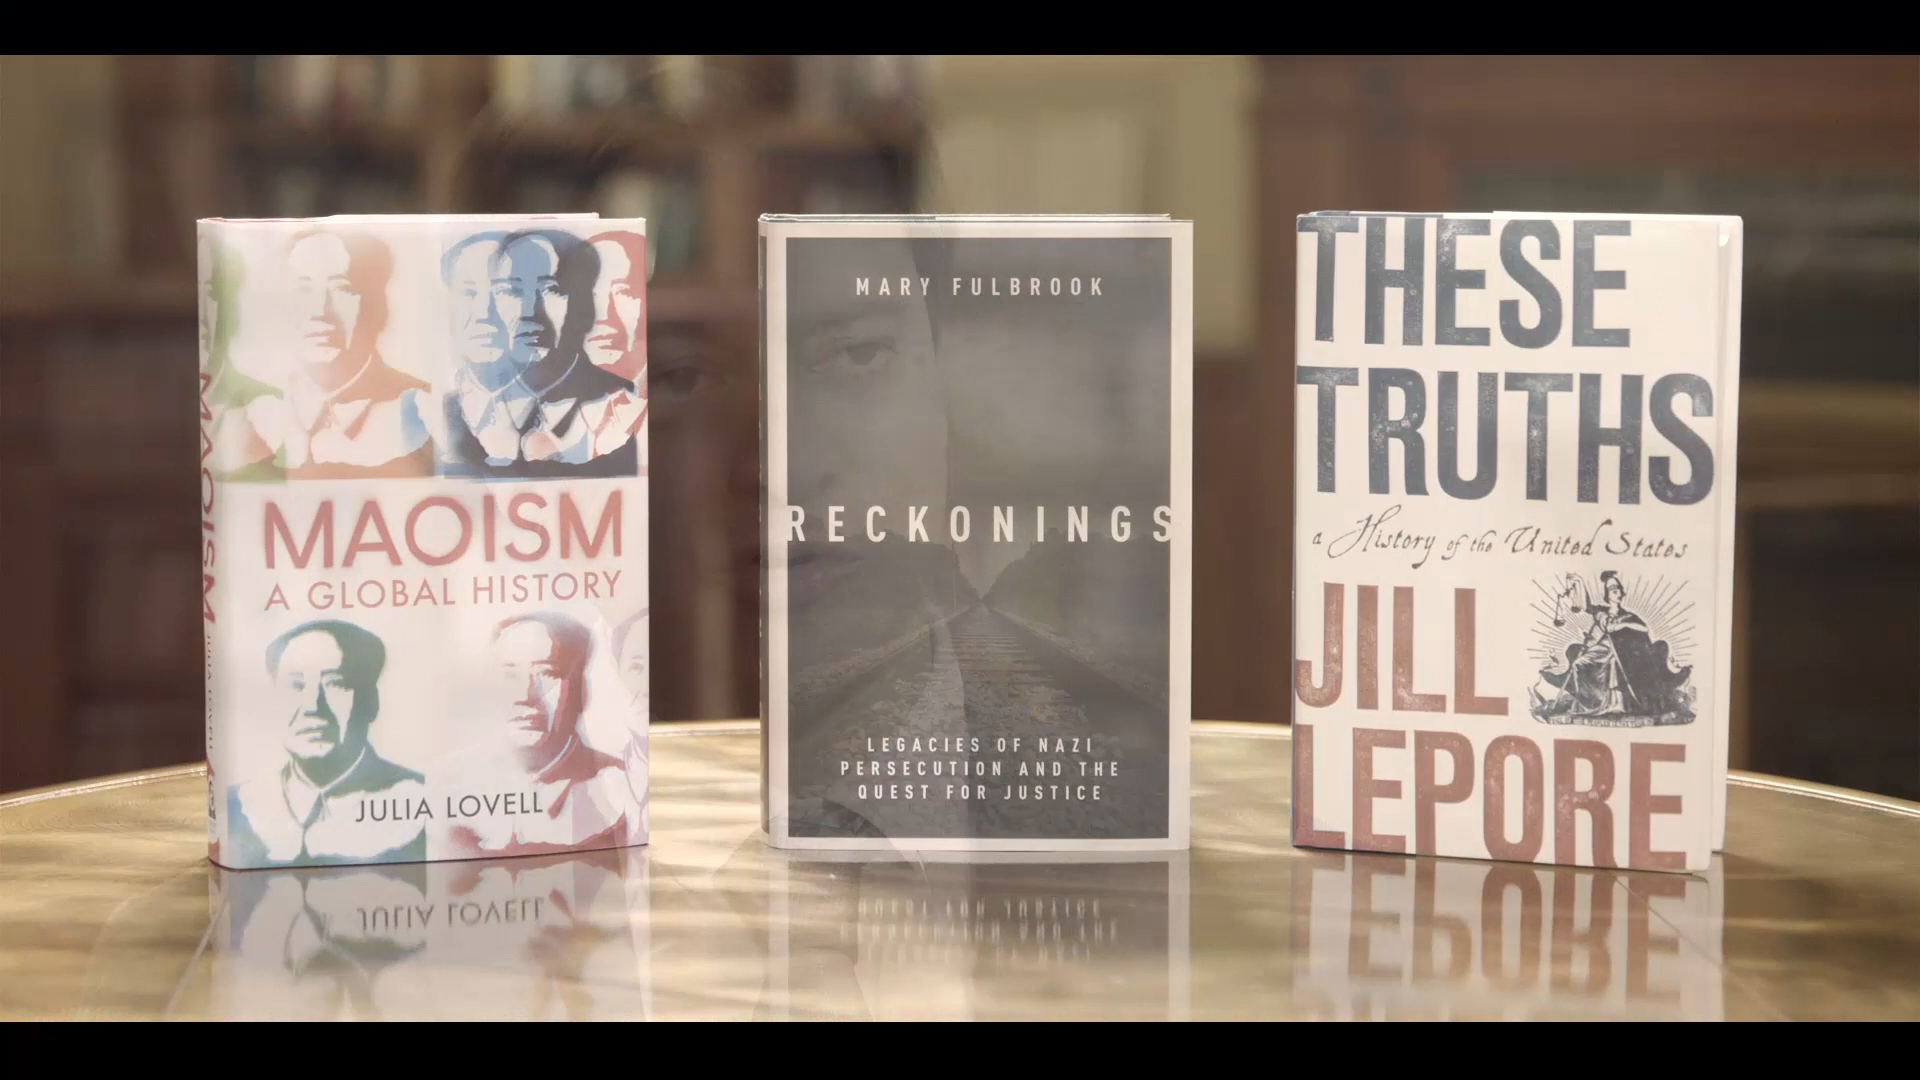 MAOISM
A GLOBAL HISTORY
JULIA LOVELL
MAOISM
MARY FULBROOK
RECKONINGS
LEGACIES OF NAZI
PERSECUTION AND THE
QUEST FOR JUSTICE
THESE
TRUTHS
a History of the United States
JILL
LEPORE